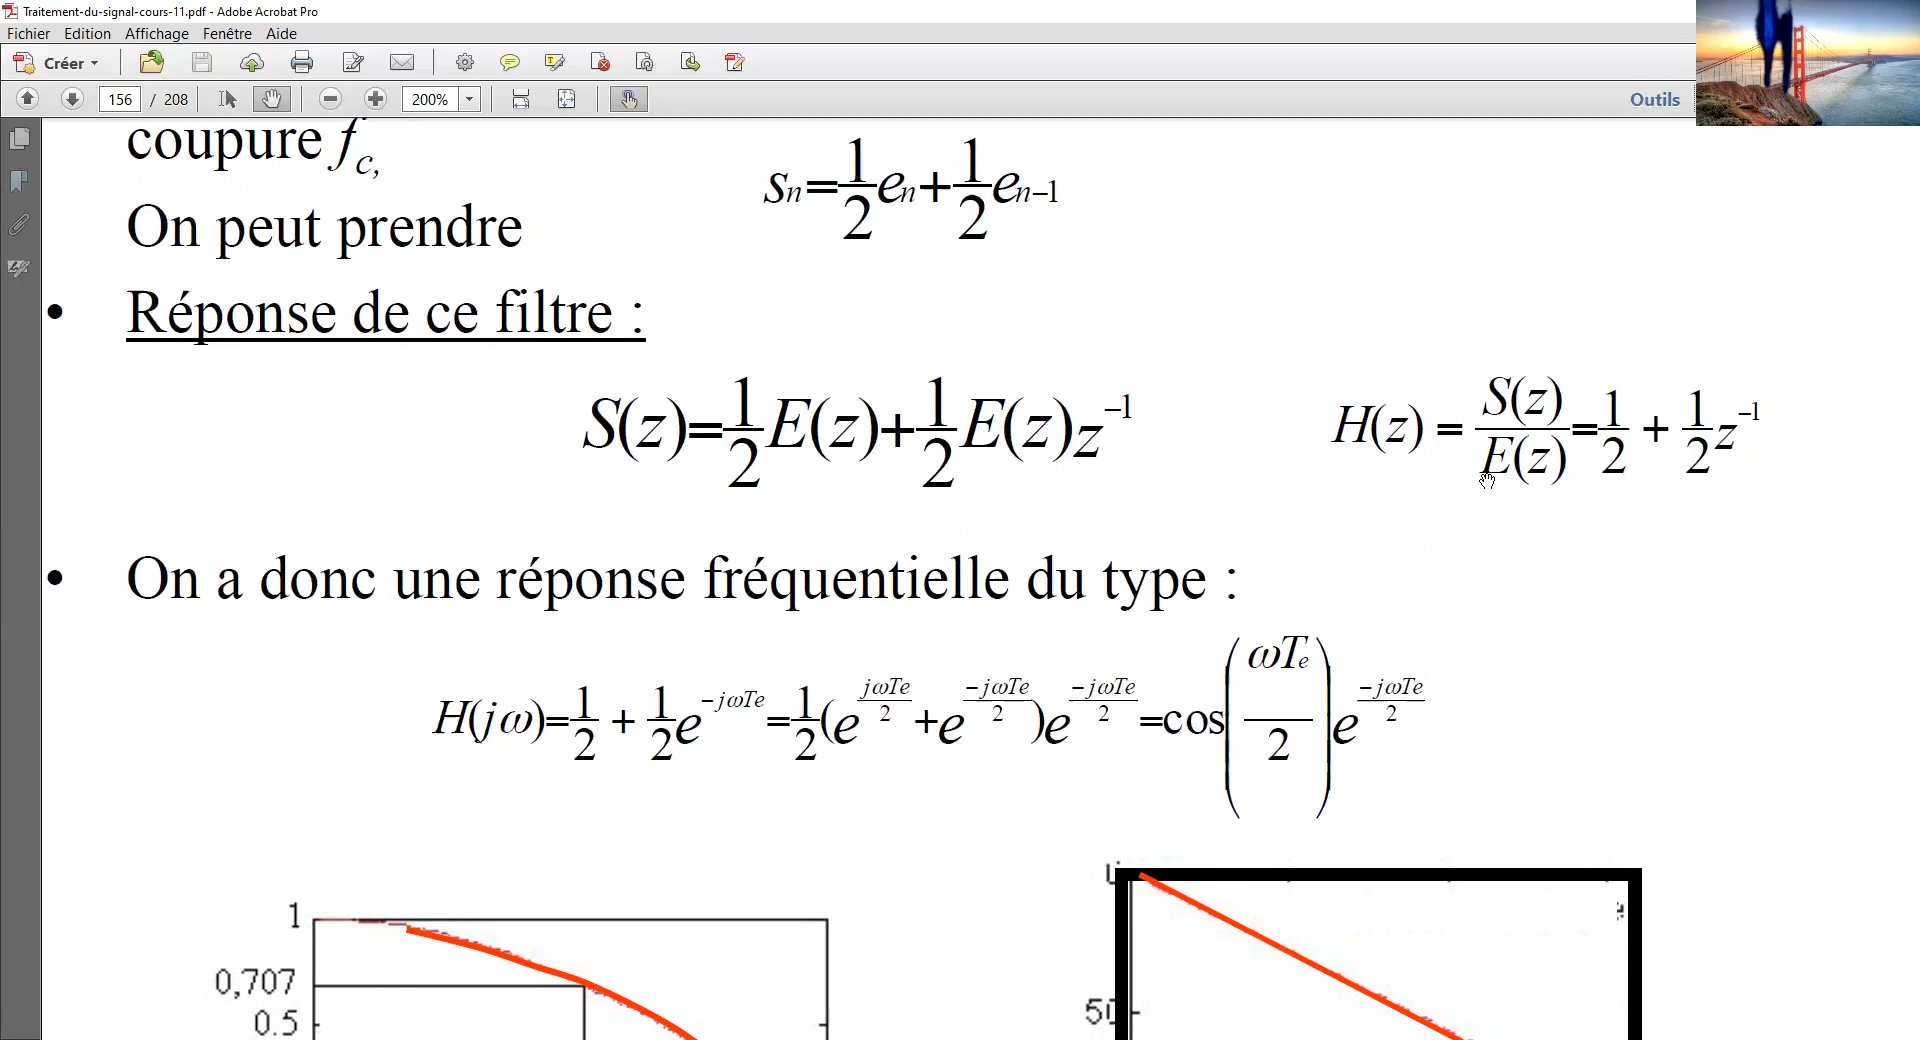 Traitement-du-signal-cours-11.pdf - Adobe Acrobat Pro
Fichier Edition Affichage Fenêtre Aide
Créer
156 / 208 200% Outils
coupure f_c,
s_n = 1/2 e_n + 1/2 e_{n-1}
On peut prendre
• Réponse de ce filtre :
S(z) = 1/2 E(z) + 1/2 E(z) z^{-1}
H(z) = S(z)/E(z) = 1/2 + 1/2 z^{-1}
• On a donc une réponse fréquentielle du type :
H(jω) = 1/2 + 1/2 e^{-jωTe} = 1/2 (e^{jωTe/2} + e^{-jωTe/2}) e^{-jωTe/2} = cos(ωT_e/2) e^{-jωTe/2}
1
0,707
0.5